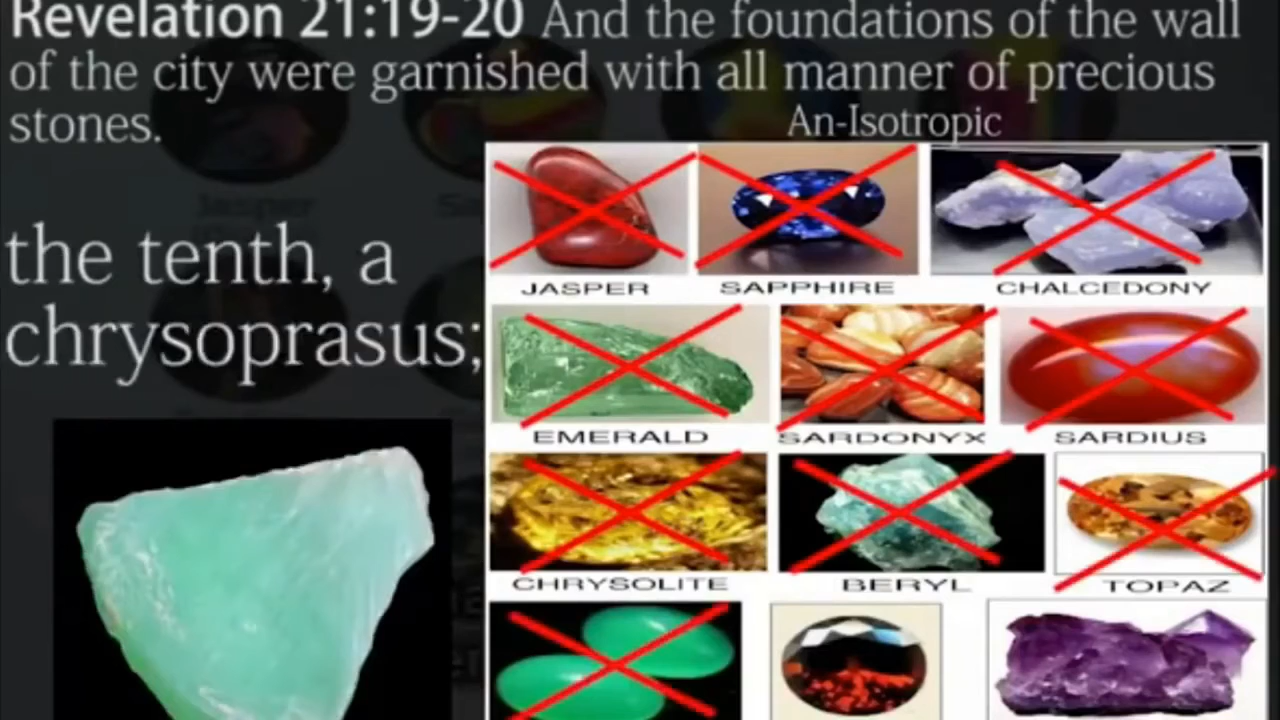 Revelation 21:19-20 And the foundations of the wall
of the city were garnished with all manner of precious
stones.
An-Isotropic
the tenth, a
chrysoprasus;
JASPER SAPPHIRE CHALCEDONY
EMERALD SARDONYX SARDIUS
CHRYSOLITE BERYL TOPAZ
Jasper